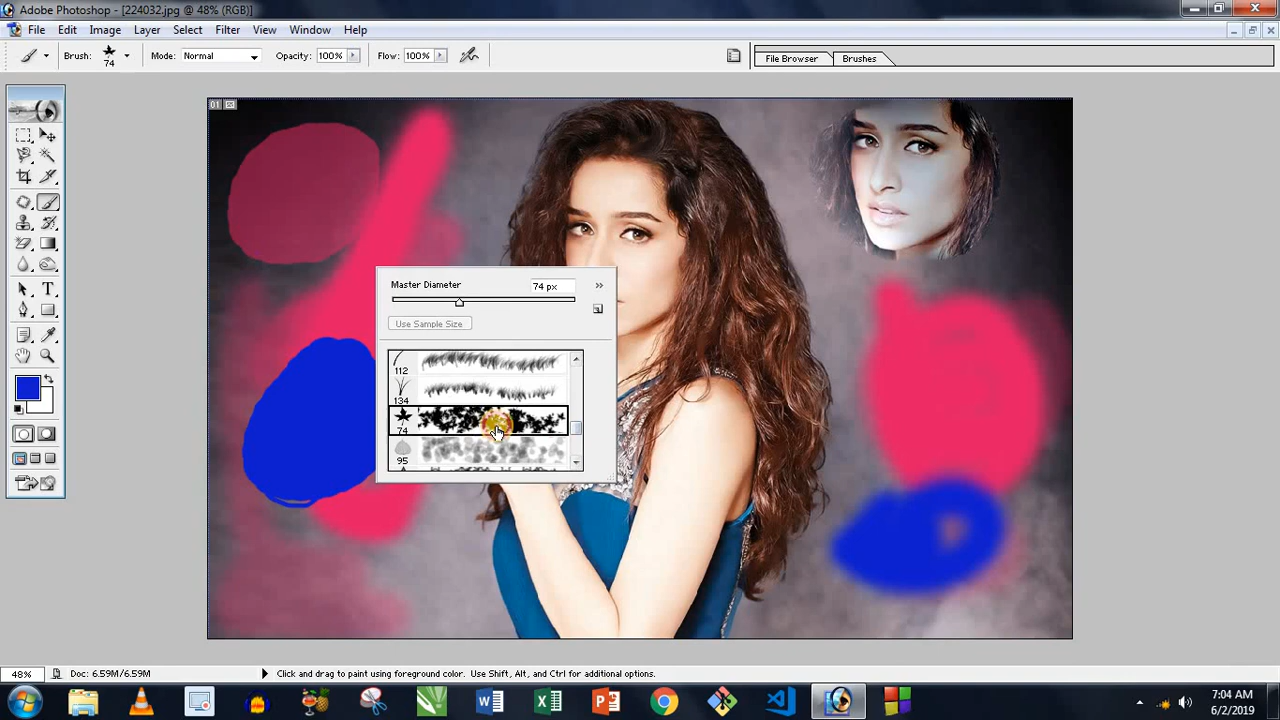 Adobe Photoshop - [224032.jpg @ 48% (RGB)]
File Edit Image Layer Select Filter View Window Help
Brush: 74 Mode: Normal Opacity: 100% Flow: 100% File Browser Brushes
01
Master Diameter 74 px
Use Sample Size
112
134
74
95
T
48% Doc: 6.59M/6.59M Click and drag to paint using foreground color. Use Shift, Alt, and Ctrl for additional options.
7:04 AM
6/2/2019